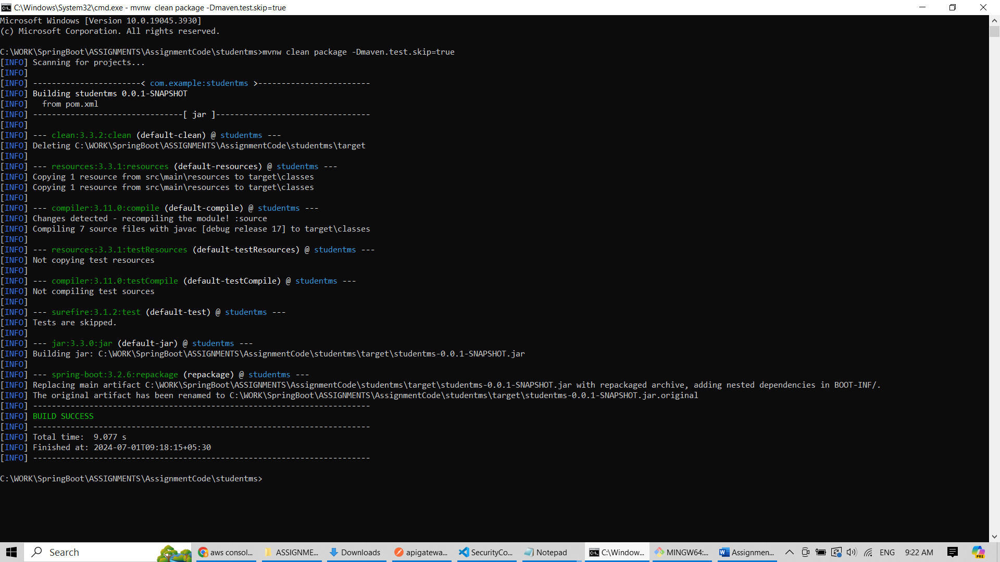 C:\Windows\System32\cmd.exe - mvnw  clean package -Dmaven.test.skip=true
Microsoft Windows [Version 10.0.19045.3930]
(c) Microsoft Corporation. All rights reserved.
C:\WORK\SpringBoot\ASSIGNMENTS\AssignmentCode\studentms>mvnw clean package -Dmaven.test.skip=true
[INFO] Scanning for projects...
[INFO]
[INFO] -----------------------< com.example:studentms >------------------------
[INFO] Building studentms 0.0.1-SNAPSHOT
[INFO]   from pom.xml
[INFO] --------------------------------[ jar ]---------------------------------
[INFO]
[INFO] --- clean:3.3.2:clean (default-clean) @ studentms ---
[INFO] Deleting C:\WORK\SpringBoot\ASSIGNMENTS\AssignmentCode\studentms\target
[INFO]
[INFO] --- resources:3.3.1:resources (default-resources) @ studentms ---
[INFO] Copying 1 resource from src\main\resources to target\classes
[INFO] Copying 1 resource from src\main\resources to target\classes
[INFO]
[INFO] --- compiler:3.11.0:compile (default-compile) @ studentms ---
[INFO] Changes detected - recompiling the module! :source
[INFO] Compiling 7 source files with javac [debug release 17] to target\classes
[INFO]
[INFO] --- resources:3.3.1:testResources (default-testResources) @ studentms ---
[INFO] Not copying test resources
[INFO]
[INFO] --- compiler:3.11.0:testCompile (default-testCompile) @ studentms ---
[INFO] Not compiling test sources
[INFO]
[INFO] --- surefire:3.1.2:test (default-test) @ studentms ---
[INFO] Tests are skipped.
[INFO]
[INFO] --- jar:3.3.0:jar (default-jar) @ studentms ---
[INFO] Building jar: C:\WORK\SpringBoot\ASSIGNMENTS\AssignmentCode\studentms\target\studentms-0.0.1-SNAPSHOT.jar
[INFO]
[INFO] --- spring-boot:3.2.6:repackage (repackage) @ studentms ---
[INFO] Replacing main artifact C:\WORK\SpringBoot\ASSIGNMENTS\AssignmentCode\studentms\target\studentms-0.0.1-SNAPSHOT.jar with repackaged archive, adding nested dependencies in BOOT-INF/.
[INFO] The original artifact has been renamed to C:\WORK\SpringBoot\ASSIGNMENTS\AssignmentCode\studentms\target\studentms-0.0.1-SNAPSHOT.jar.original
[INFO] ------------------------------------------------------------------------
[INFO] BUILD SUCCESS
[INFO] ------------------------------------------------------------------------
[INFO] Total time:  9.077 s
[INFO] Finished at: 2024-07-01T09:18:15+05:30
[INFO] ------------------------------------------------------------------------
C:\WORK\SpringBoot\ASSIGNMENTS\AssignmentCode\studentms>
Search aws consol... ASSIGNME... Downloads apigatewa... SecurityCo... Notepad C:\Window... MINGW64:... Assignmen... ENG 9:22 AM PRE